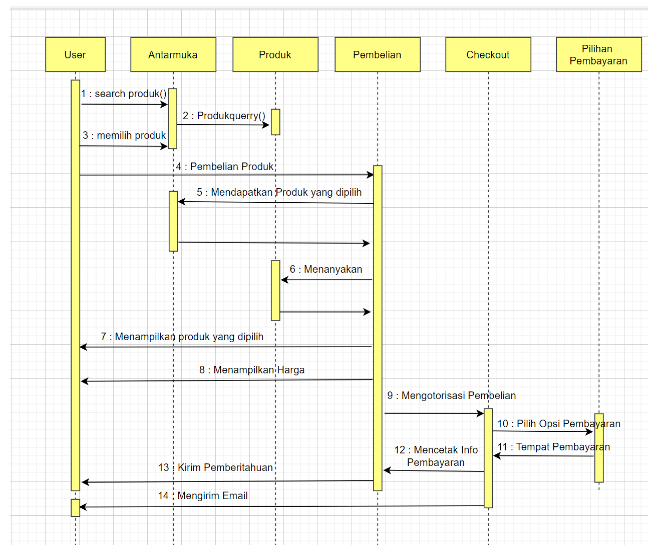 User
Antarmuka
Produk
Pembelian
Checkout
Pilihan
Pembayaran
1 : search produk()
2 : Produkquerry()
3 : memilih produk
4 : Pembelian Produk
5 : Mendapatkan Produk yang dipilih
6 : Menanyakan
7 : Menampilkan produk yang dipilih
8 : Menampilkan Harga
9 : Mengotorisasi Pembelian
10 : Pilih Opsi Pembayaran
11 : Tempat Pembayaran
12 : Mencetak Info
Pembayaran
13 : Kirim Pemberitahuan
14 : Mengirim Email